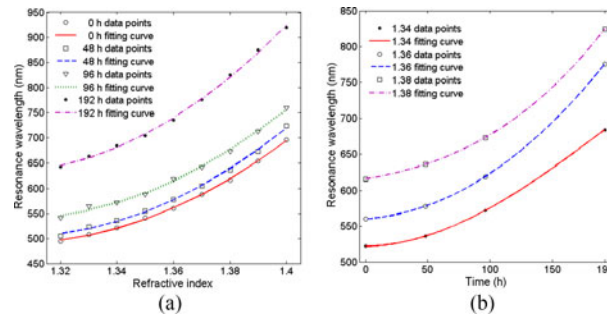 0 h data points
0 h fitting curve
48 h data points
48 h fitting curve
96 h data points
96 h fitting curve
192 h data points
192 h fitting curve
Resonance wavelength (nm)
950
900
850
800
750
700
650
600
550
500
450
1.32
1.34
1.36
1.38
1.4
Refractive index
(a)
1.34 data points
1.34 fitting curve
1.36 data points
1.36 fitting curve
1.38 data points
1.38 fitting curve
Resonance wavelength (nm)
850
800
750
700
650
600
550
500
0
50
100
150
19
Time (h)
(b)